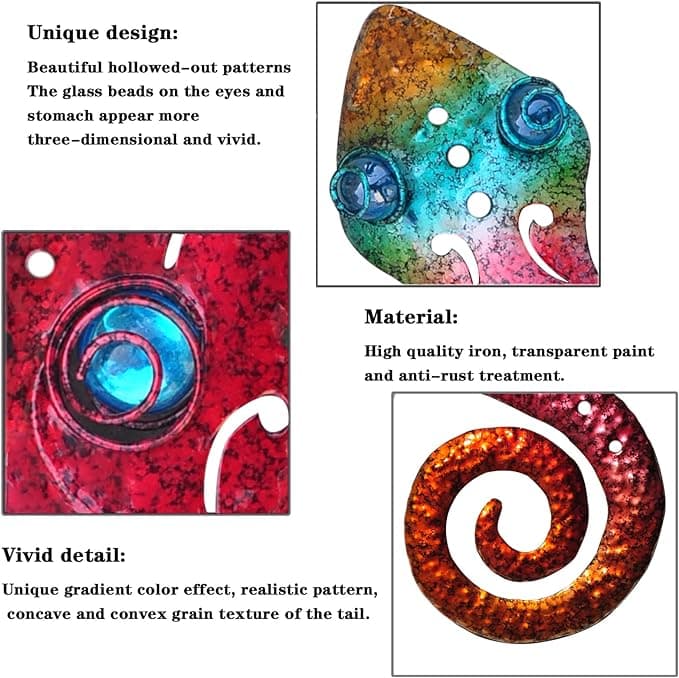 Unique design:
Beautiful hollowed-out patterns
The glass beads on the eyes and
stomach appear more
three-dimensional and vivid.
Material:
High quality iron, transparent paint
and anti-rust treatment.
Vivid detail:
Unique gradient color effect, realistic pattern,
concave and convex grain texture of the tail.